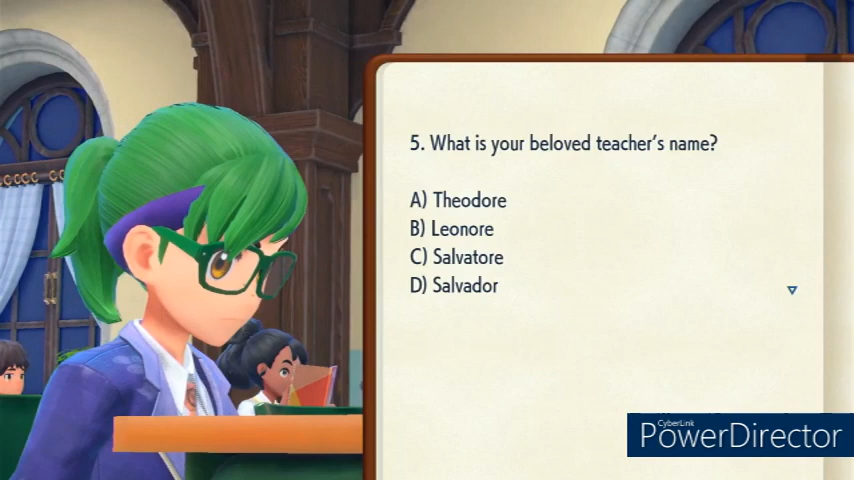 5. What is your beloved teacher's name?
A) Theodore
B) Leonore
C) Salvatore
D) Salvador
CyberLink
PowerDirector